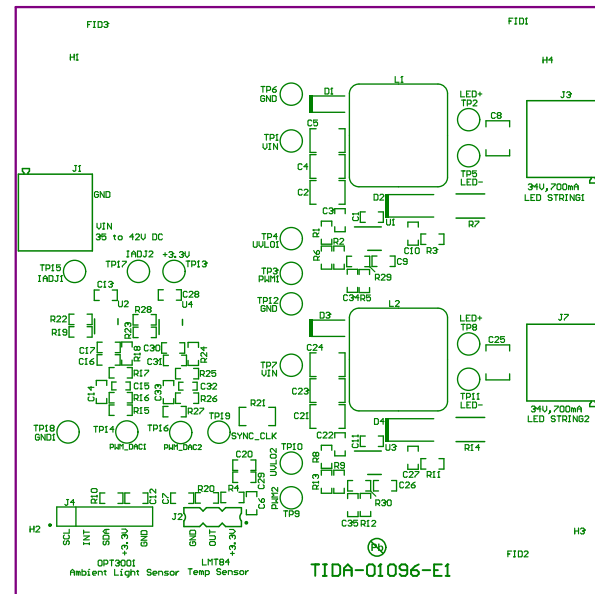 FID3
FID1
H1
H4
L1
TP6
GND
D1
LED+
TP2
J3
C5
C8
TP1
VIN
C4
TP5
LED-
J1
C2
GND
D2
34V,700mA
LED STRING1
C3
C1
U1
R7
VIN
35 to 42V DC
R1
TP4
UVLO1
R2
C10
R3
IADJ2
+3.3V
R6
C9
TP15
IADJ1
TP17
TP13
TP3
PWM1
R29
C13
C34
R5
C28
TP12
GND
L2
U2
U4
R28
R22
D3
LED+
TP8
J7
R19
R23
C17
R18
C30
R24
C24
C25
C16
C31
TP7
VIN
R17
R25
C15
C32
C23
TP11
LED-
C14
R16
C33
R26
R21
R15
R27
C21
34V,700mA
LED STRING2
TP18
GND1
TP14
PWM_DAC1
TP16
PWM_DAC2
TP19
SYNC_CLK
D4
C22
C11
U3
R14
TP10
UVLO2
C20
R8
R9
C27
R11
C29
R13
C26
R10
C12
C7
R20
R4
PWM2
R30
J4
C6
TP9
C35
R12
H2
J2
H3
SCL
INT
SDA
+3.3V
GND
GND
OUT
+3.3V
Pb
FID2
OPT3001
Ambient Light Sensor
LMT84
Temp Sensor
TIDA-01096-E1